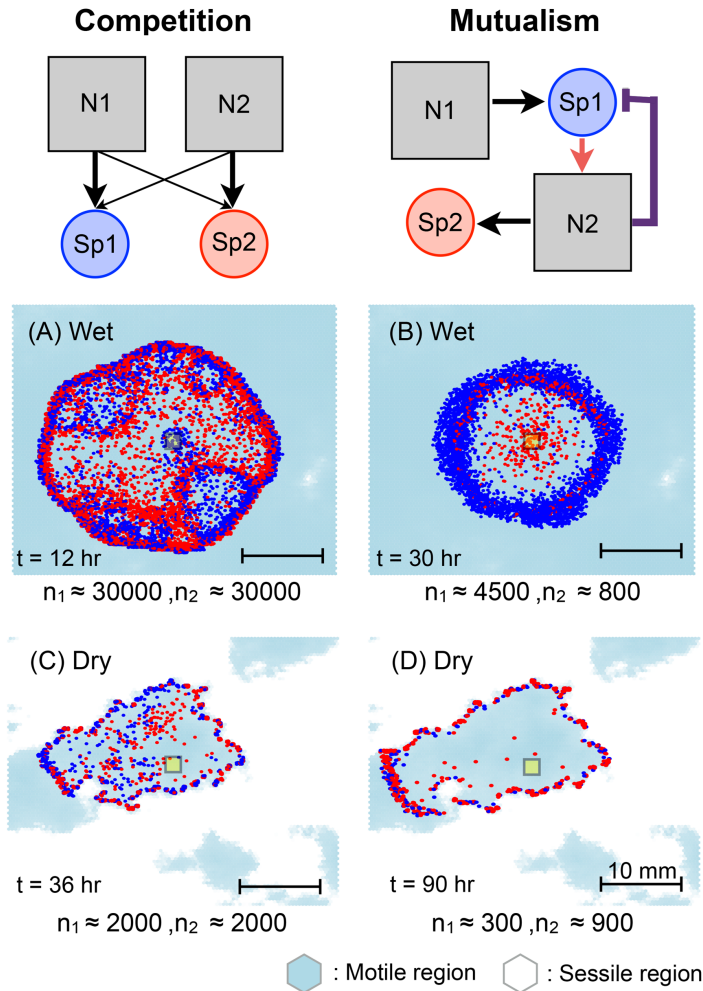 Competition
Mutualism
N1
N2
Sp1
Sp2
N1
Sp1
Sp2
N2
(A) Wet
t = 12 hr
n₁ ≈ 30000 ,n₂ ≈ 30000
(B) Wet
t = 30 hr
n₁ ≈ 4500 ,n₂ ≈ 800
(C) Dry
t = 36 hr
n₁ ≈ 2000 ,n₂ ≈ 2000
(D) Dry
t = 90 hr
10 mm
n₁ ≈ 300 ,n₂ ≈ 900
: Motile region
: Sessile region